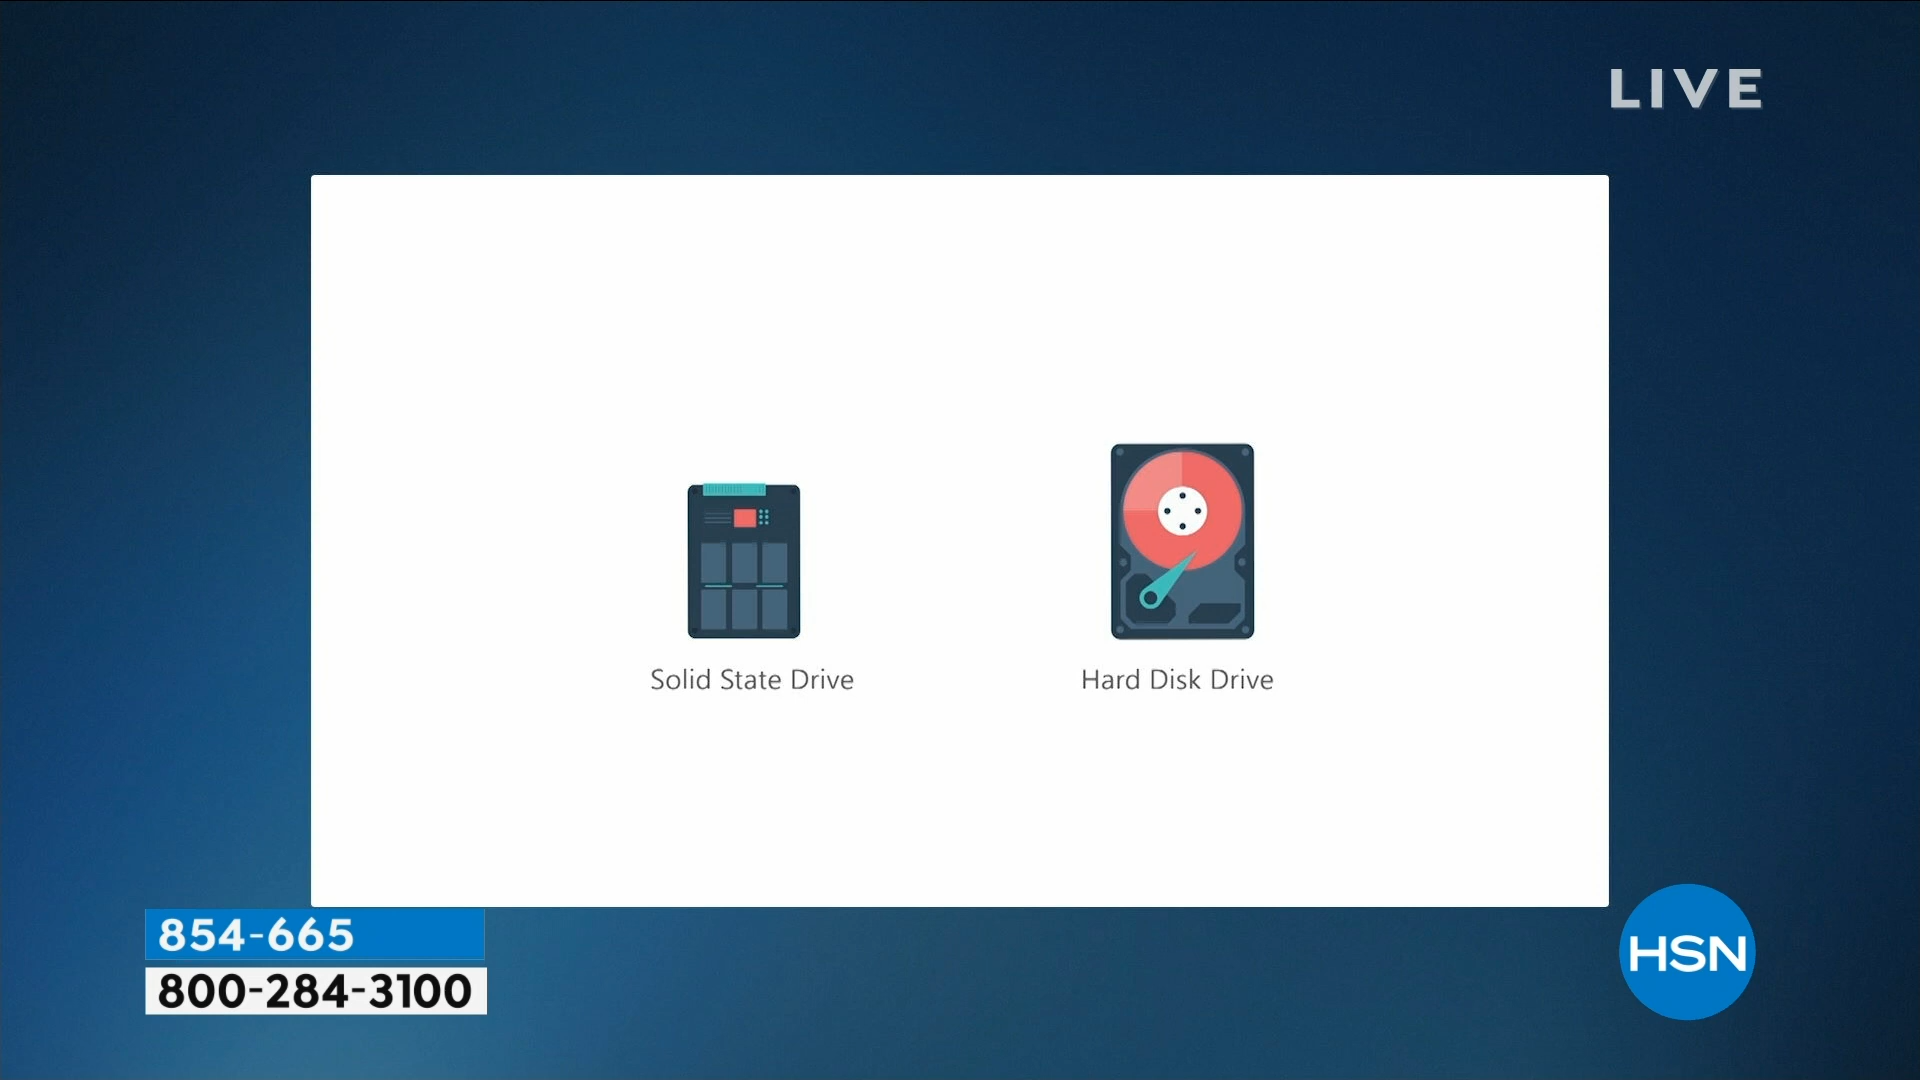 LIVE
Solid State Drive
Hard Disk Drive
854-665
800-284-3100
HSN